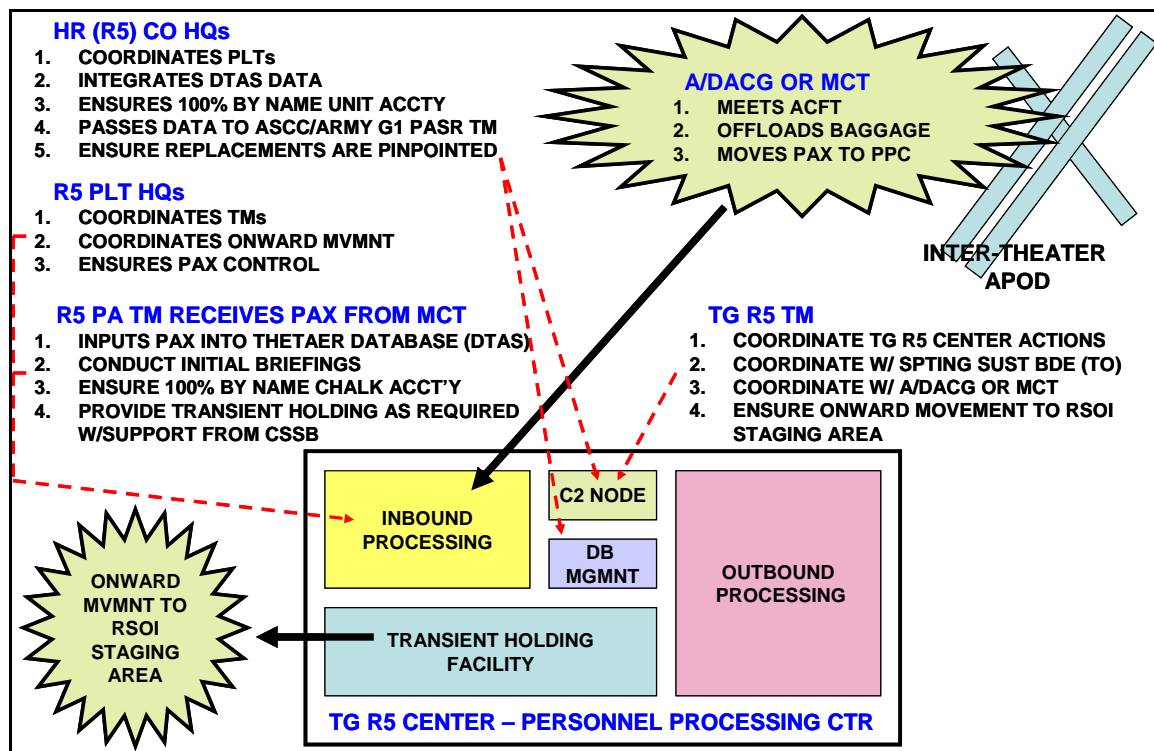 HR (R5) CO HQs
1. COORDINATES PLTs
2. INTEGRATES DTAS DATA
3. ENSURES 100% BY NAME UNIT ACCTY
4. PASSES DATA TO ASCC/ARMY G1 PASR TM
5. ENSURE REPLACEMENTS ARE PINPOINTED
R5 PLT HQs
1. COORDINATES TMs
2. COORDINATES ONWARD MVMNT
3. ENSURES PAX CONTROL
R5 PA TM RECEIVES PAX FROM MCT
1. INPUTS PAX INTO THETAER DATABASE (DTAS)
2. CONDUCT INITIAL BRIEFINGS
3. ENSURE 100% BY NAME CHALK ACCT'Y
4. PROVIDE TRANSIENT HOLDING AS REQUIRED
W/SUPPORT FROM CSSB
A/DACG OR MCT
1. MEETS ACFT
2. OFFLOADS BAGGAGE
3. MOVES PAX TO PPC
INTER-THEATER
APOD
TG R5 TM
1. COORDINATE TG R5 CENTER ACTIONS
2. COORDINATE W/ SPTING SUST BDE (TO)
3. COORDINATE W/ A/DACG OR MCT
4. ENSURE ONWARD MOVEMENT TO RSOI
STAGING AREA
INBOUND
PROCESSING
C2 NODE
DB
MGMNT
OUTBOUND
PROCESSING
TRANSIENT HOLDING
FACILITY
ONWARD
MVMNT TO
RSOI
STAGING
AREA
TG R5 CENTER – PERSONNEL PROCESSING CTR